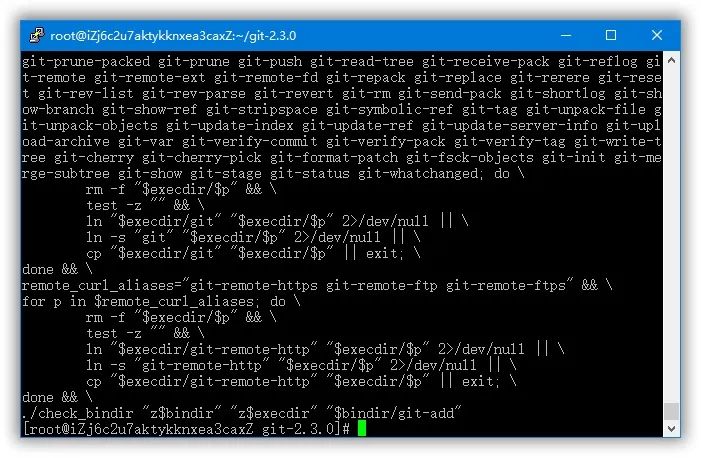 root@iZj6c2u7aktykknxea3caxZ:~/git-2.3.0
git-prune-packed git-prune git-push git-read-tree git-receive-pack git-reflog gi
t-remote git-remote-ext git-remote-fd git-repack git-replace git-rerere git-rese
t git-rev-list git-rev-parse git-revert git-rm git-send-pack git-shortlog git-sh
ow-branch git-show-ref git-stripspace git-symbolic-ref git-tag git-unpack-file g
it-unpack-objects git-update-index git-update-ref git-update-server-info git-upl
oad-archive git-var git-verify-commit git-verify-pack git-verify-tag git-write-t
ree git-cherry git-cherry-pick git-format-patch git-fsck-objects git-init git-me
rge-subtree git-show git-stage git-status git-whatchanged; do \
        rm -f "$execdir/$p" && \
        test -z "" && \
        ln "$execdir/git" "$execdir/$p" 2>/dev/null || \
        ln -s "git" "$execdir/$p" 2>/dev/null || \
        cp "$execdir/git" "$execdir/$p" || exit; \
done && \
remote_curl_aliases="git-remote-https git-remote-ftp git-remote-ftps" && \
for p in $remote_curl_aliases; do \
        rm -f "$execdir/$p" && \
        test -z "" && \
        ln "$execdir/git-remote-http" "$execdir/$p" 2>/dev/null || \
        ln -s "git-remote-http" "$execdir/$p" 2>/dev/null || \
        cp "$execdir/git-remote-http" "$execdir/$p" || exit; \
done && \
./check_bindir "z$bindir" "z$execdir" "$bindir/git-add"
[root@iZj6c2u7aktykknxea3caxZ git-2.3.0]#